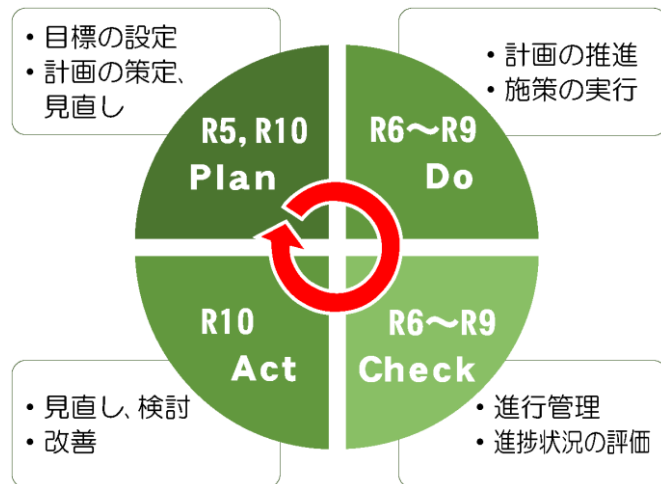 • 目標の設定
• 計画の策定、
見直し
• 計画の推進
• 施策の実行
R5, R10
Plan
R6～R9
Do
R10
Act
R6～R9
Check
• 見直し、検討
• 改善
• 進行管理
• 進捗状況の評価